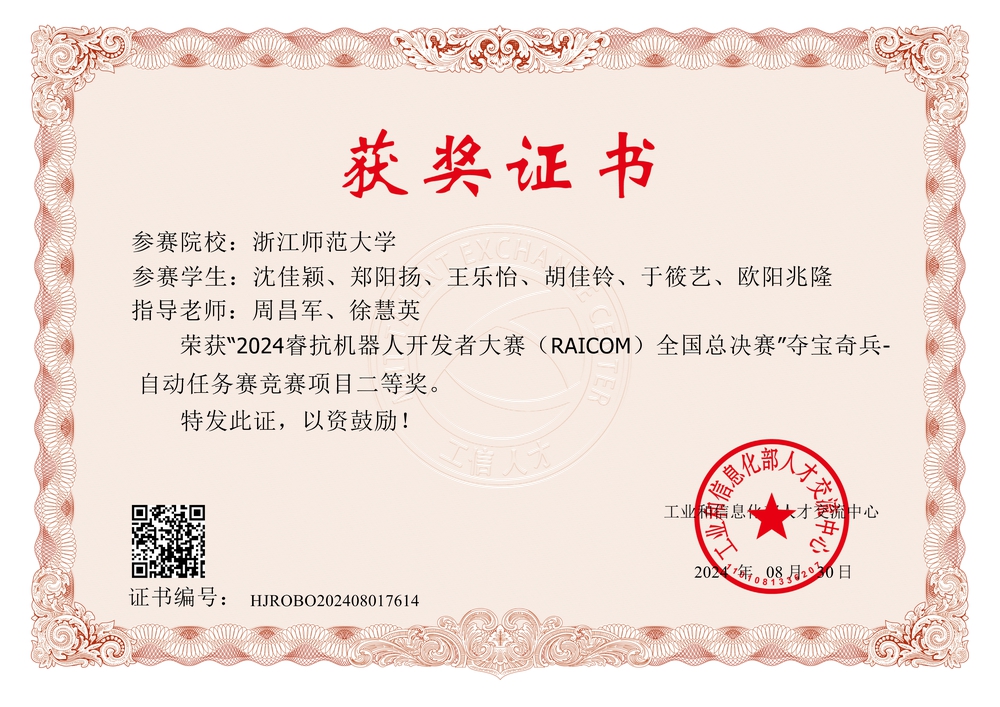 获奖证书
参赛院校：浙江师范大学
参赛学生：沈佳颖、郑阳扬、王乐怡、胡佳铃、于筱艺、欧阳兆隆
指导老师：周昌军、徐慧英
荣获“2024睿抗机器人开发者大赛（RAICOM）全国总决赛”夺宝奇兵-
自动任务赛竞赛项目二等奖。
特发此证，以资鼓励！
工业和信息化部人才交流中心
工业和信息化部人才交流中心
2024 年 08 月 30 日
证书编号： HJROBO202408017614
工信人才